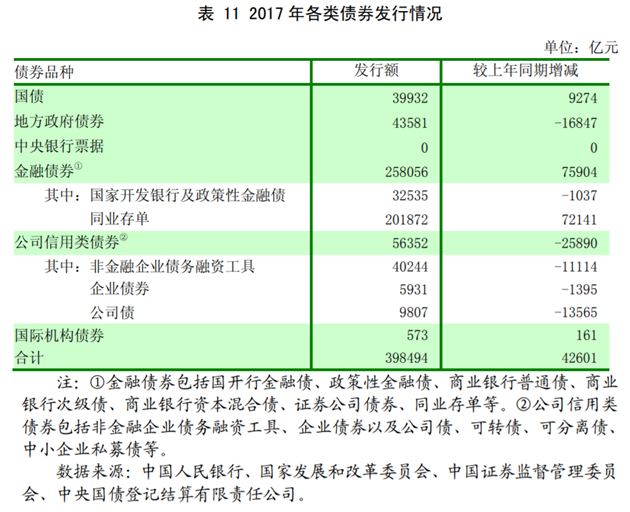 表 11 2017 年各类债券发行情况
单位：亿元
债券品种 发行额 较上年同期增减
国债 39932 9274
地方政府债券 43581 -16847
中央银行票据 0 0
金融债券① 258056 75904
其中：国家开发银行及政策性金融债 32535 -1037
同业存单 201872 72141
公司信用类债券② 56352 -25890
其中：非金融企业债务融资工具 40244 -11114
企业债券 5931 -1395
公司债 9807 -13565
国际机构债券 573 161
合计 398494 42601
注：①金融债券包括国开行金融债、政策性金融债、商业银行普通债、商业
银行次级债、商业银行资本混合债、证券公司债券、同业存单等。②公司信用类
债券包括非金融企业债务融资工具、企业债券以及公司债、可转债、可分离债、
中小企业私募债等。
数据来源：中国人民银行、国家发展和改革委员会、中国证券监督管理委员
会、中央国债登记结算有限责任公司。